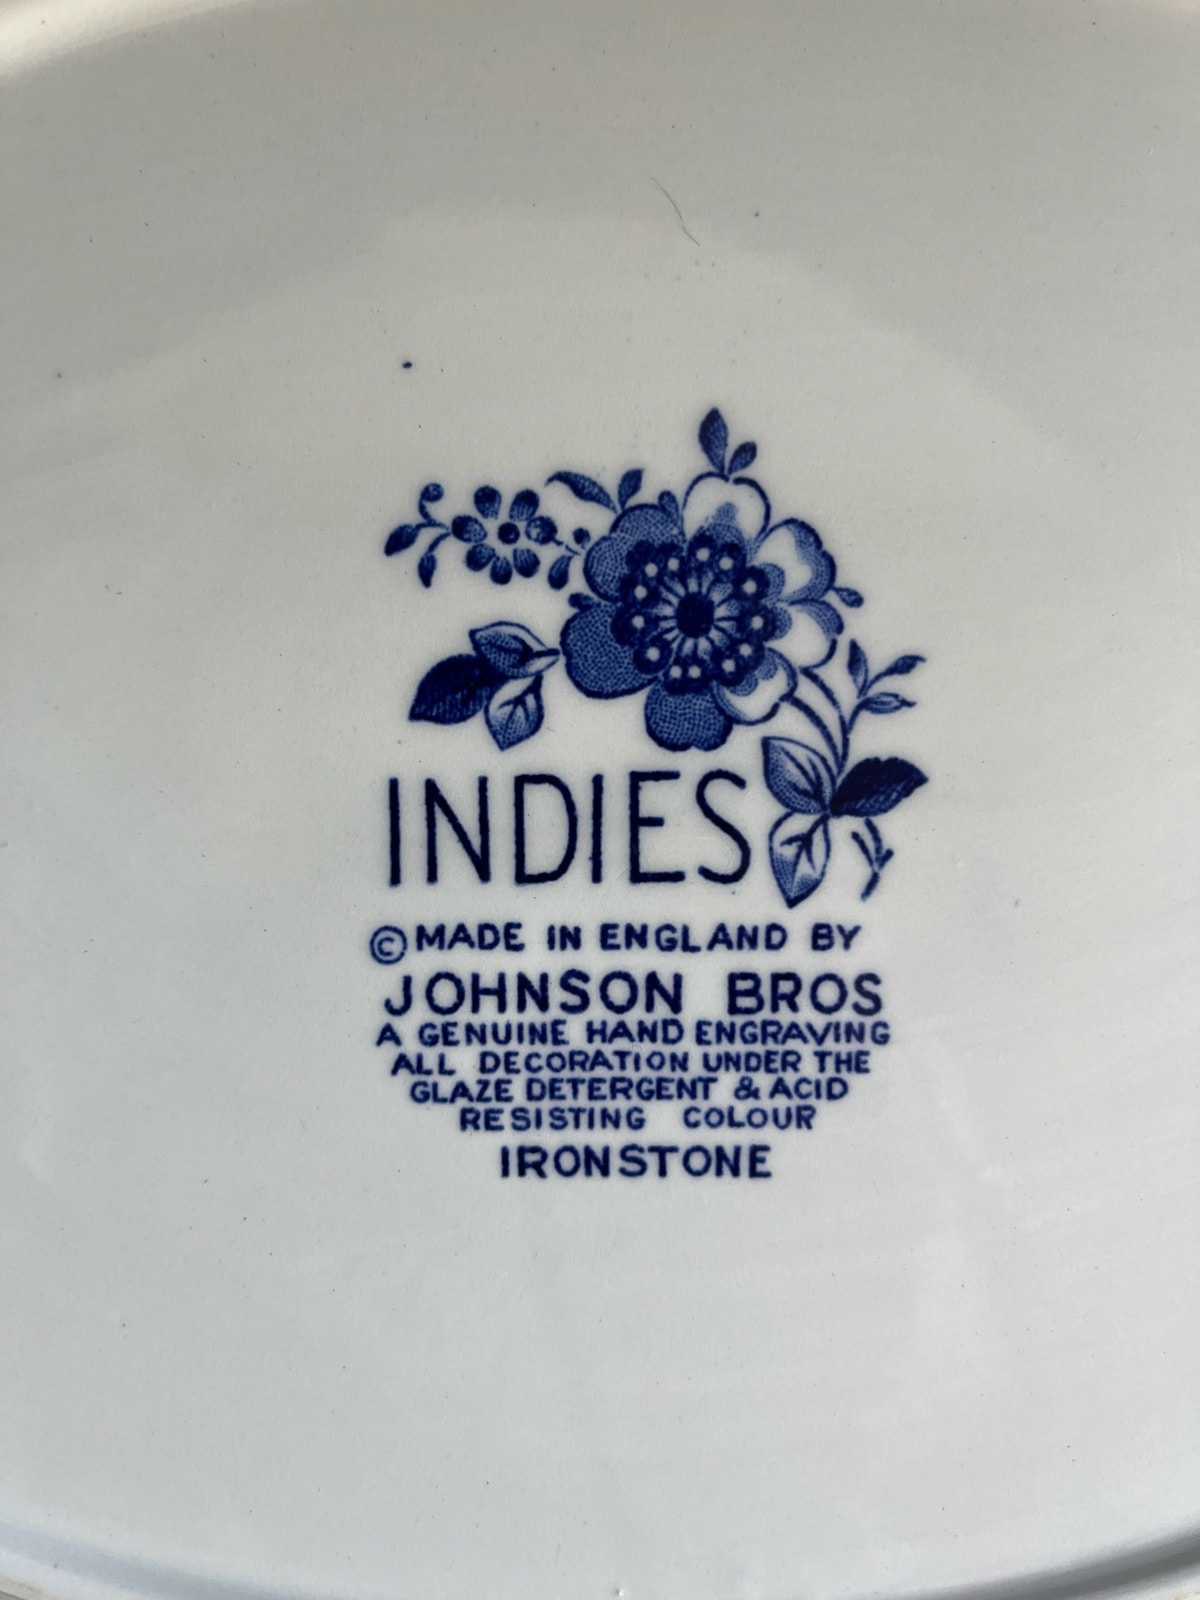 INDIES
©MADE IN ENGLAND BY
JOHNSON BROS
A GENUINE HAND ENGRAVING
ALL DECORATION UNDER THE
GLAZE DETERGENT & ACID
RESISTING COLOUR
IRONSTONE